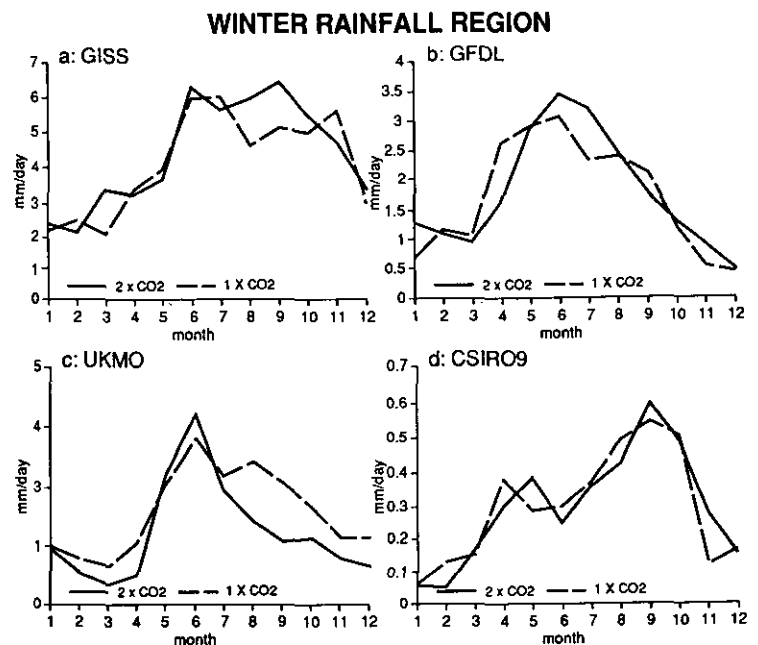 WINTER RAINFALL REGION
a: GISS
7
6
5
4
3
2
1
0
mm/day
2 x CO2
1 X CO2
1 2 3 4 5 6 7 8 9 10 11 12
month
b: GFDL
4
3.5
3
2.5
2
1.5
1
0.5
0
mm/day
2 x CO2
1 X CO2
1 2 3 4 5 6 7 8 9 10 11 12
month
c: UKMO
5
3
1
0
mm/day
2 x CO2
1 X CO2
1 2 3 4 5 6 7 8 9 10 11 12
month
d: CSIRO9
0.7
0.6
0.5
0.4
0.3
0.2
0.1
0
mm/day
2 x CO2
1 X CO2
1 2 3 4 5 6 7 8 9 10 11 12
month